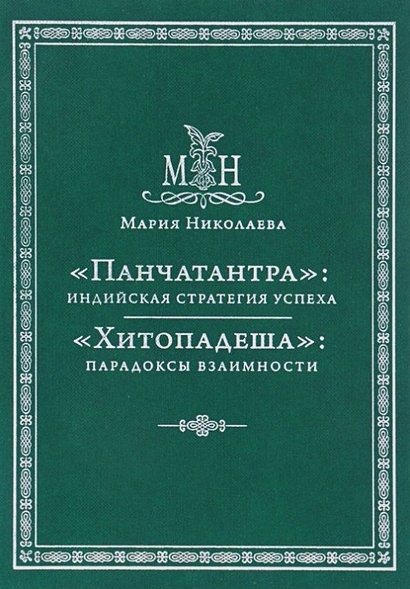 МН
Мария Николаева
«Панчатантра»:
индийская стратегия успеха
«Хитопадеша»:
парадоксы взаимности